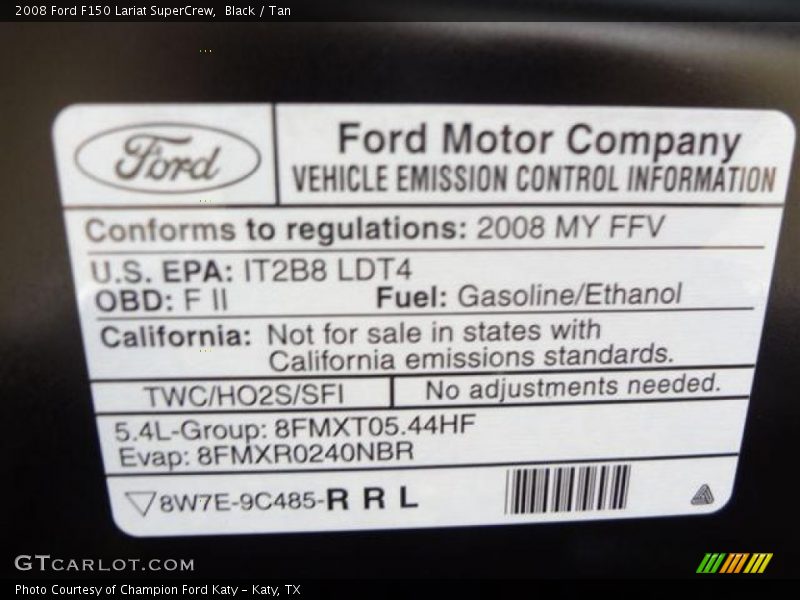 2008 Ford F150 Lariat SuperCrew, Black / Tan
Ford
Ford Motor Company
VEHICLE EMISSION CONTROL INFORMATION
Conforms to regulations: 2008 MY FFV
U.S. EPA: IT2B8 LDT4
OBD: F II Fuel: Gasoline/Ethanol
California: Not for sale in states with
California emissions standards.
TWC/HO2S/SFI No adjustments needed.
5.4L-Group: 8FMXT05.44HF
Evap: 8FMXR0240NBR
8W7E-9C485-R R L
GTCARLOT.COM
Photo Courtesy of Champion Ford Katy – Katy, TX